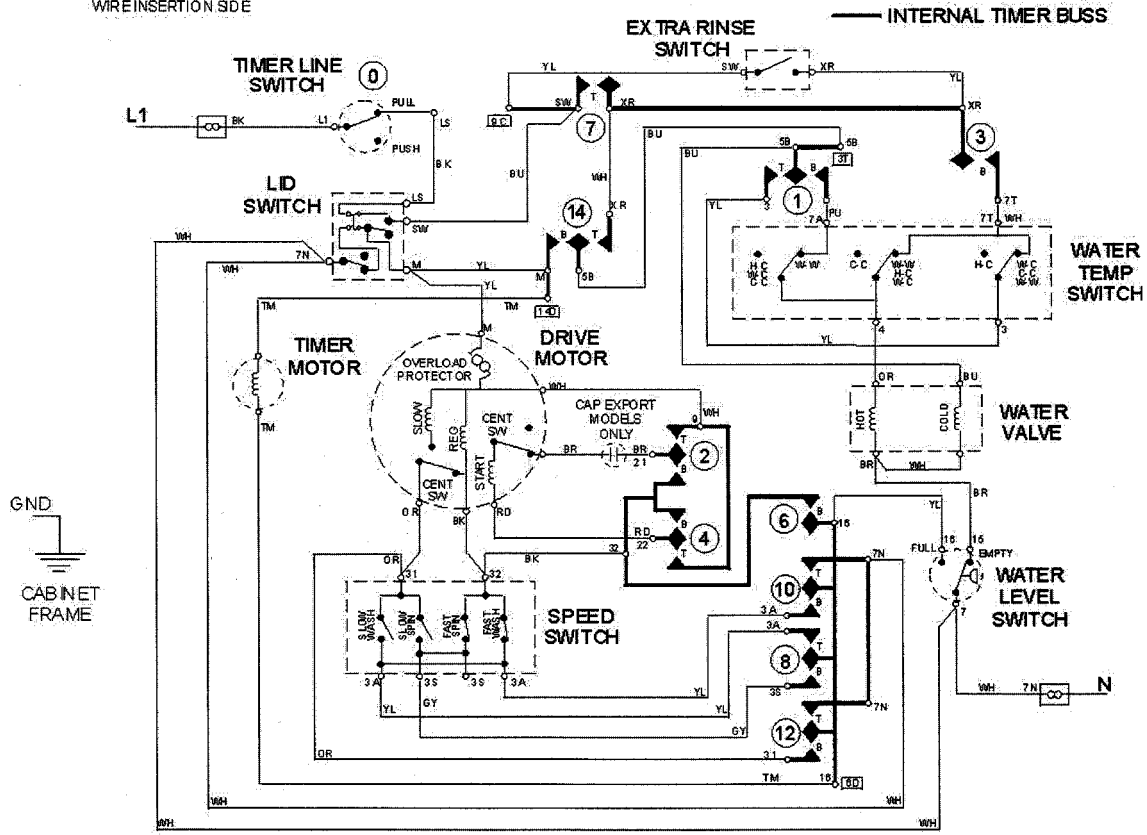 WIRE INSERTION SIDE
INTERNAL TIMER BUSS
EXTRA RINSE
SWITCH
TIMER LINE
SWITCH
0
L1
BK
L1
PULL
PUSH
LS
BK
YL
SW
XR
YL
SW
T
XR
XR
9C
7
BU
BU
5B
5B
3T
3
B
LID
SWITCH
LS
SW
M
BU
WH
XR
14
B
T
M
5B
YL
YL
TM
14D
T
B
1
3
7A
PU
YL
7T
7T
WH
WH
WH
7N
H-C
C-C
W-C
W-W
C-C
W-W
H-C
W-C
H-C
W-C
C-C
W-W
WATER
TEMP
SWITCH
4
3
YL
TM
TM
TIMER
MOTOR
M
DRIVE
MOTOR
OVERLOAD
PROTECTOR
WH
SLOW
REG
START
CENT
SW
CENT
SW
CAP EXPORT
MODELS
ONLY
BR
BR
21
9
WH
T
2
B
B
4
T
RD
22
OR
BK
RD
BK
32
OR
BU
HOT
COLD
WATER
VALVE
BR
WH
BR
GND
CABINET
FRAME
OR
31
32
SLOW
WASH
SLOW
SPIN
FAST
SPIN
FAST
WASH
SPEED
SWITCH
3A
3S
3S
3A
YL
GY
YL
YL
GY
6
B
16
7N
T
10
B
3A
3A
T
8
B
3S
7N
T
12
B
31
YL
16
15
FULL
EMPTY
WATER
LEVEL
SWITCH
7
WH
7N
N
OR
TM
16
6D
WH
WH
WH
WH